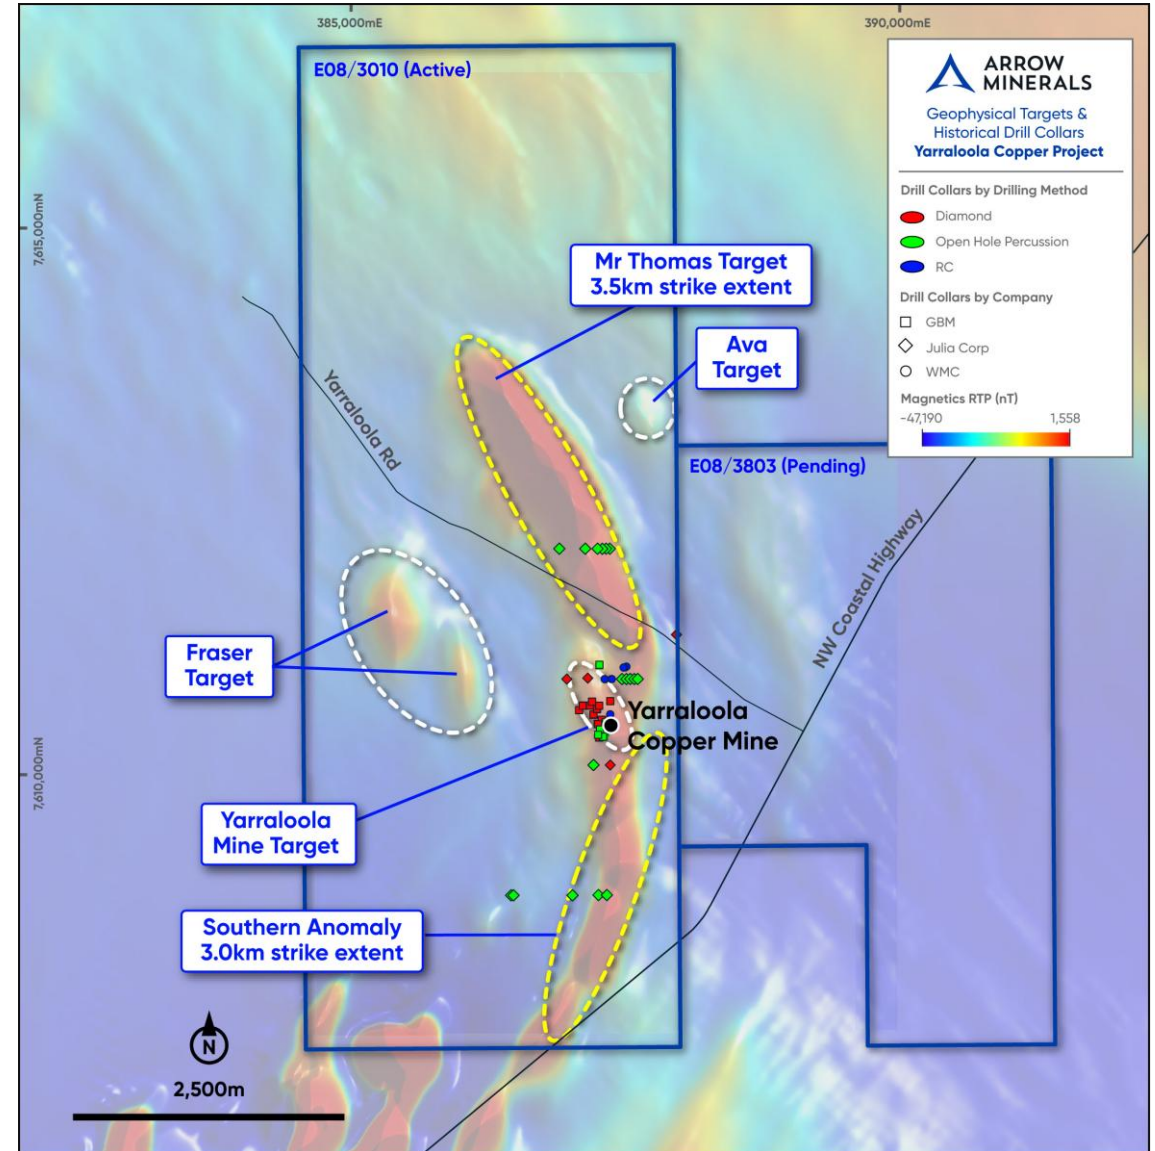 385,000mE
390,000mE
E08/3010 (Active)
ARROW
MINERALS
Geophysical Targets &
Historical Drill Collars
Yarraloola Copper Project
Drill Collars by Drilling Method
Diamond
Open Hole Percussion
RC
Drill Collars by Company
GBM
Julia Corp
WMC
Magnetics RTP (nT)
-47,190
1,558
7,615,000mN
Mr Thomas Target
3.5km strike extent
Ava
Target
Yarraloola Rd
E08/3803 (Pending)
NW Coastal Highway
Fraser
Target
Yarraloola
Copper Mine
7,610,000mN
Yarraloola
Mine Target
Southern Anomaly
3.0km strike extent
N
2,500m